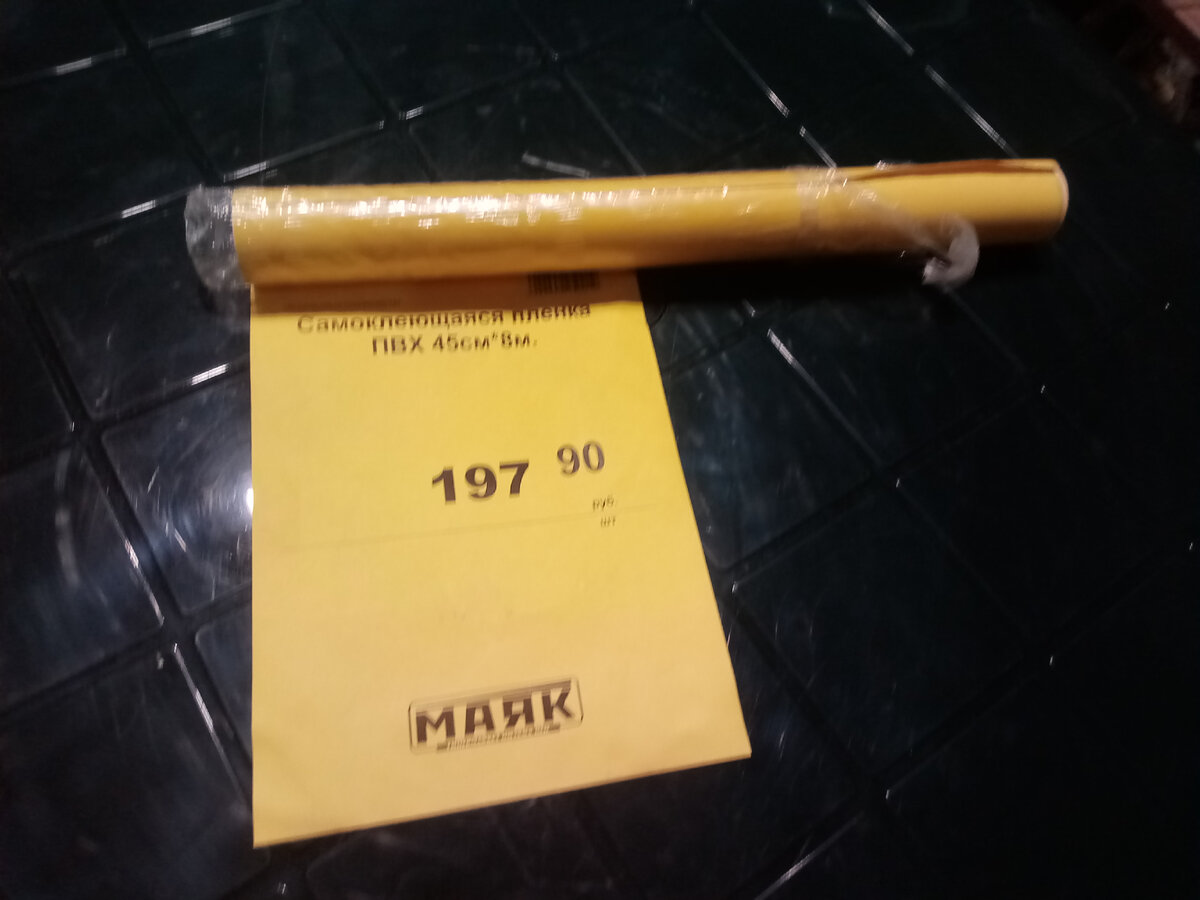 Самоклеющаяся пленка
ПВХ 45см*8м.
197 90
руб.
шт
МАЯК